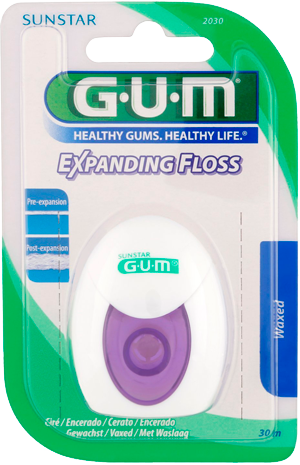 SUNSTAR
2030
G·U·M
HEALTHY GUMS. HEALTHY LIFE.®
EXPANDING FLOSS
Pre-expansion
Post-expansion
SUNSTAR
G·U·M
Waxed
Ciré / Encerado / Cerato / Encerado
Gewachst / Vaxed / Met Waslaag
30m